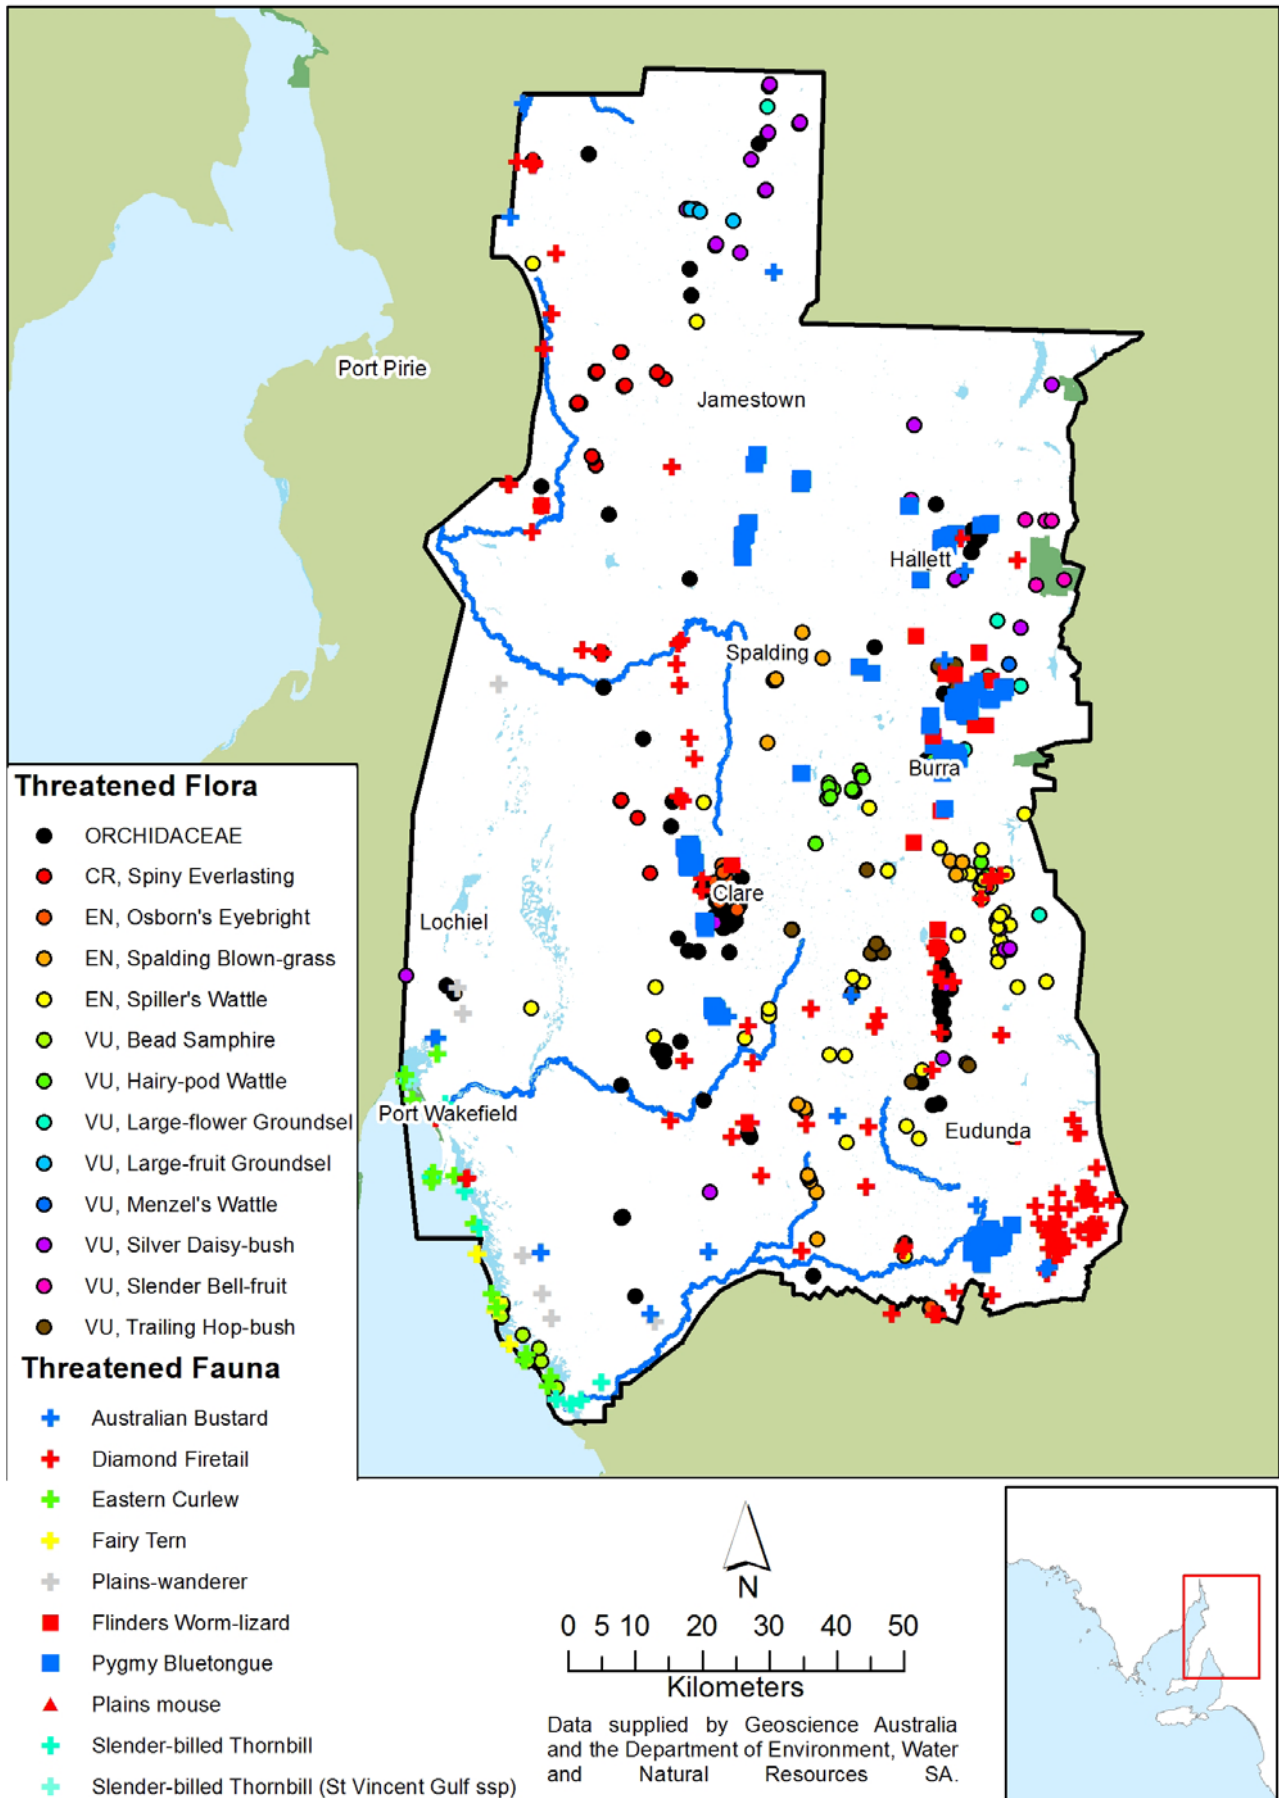 Port Pirie
Jamestown
Hallett
Spalding
Burra
Clare
Lochiel
Port Wakefield
Eudunda
Threatened Flora
ORCHIDACEAE
CR, Spiny Everlasting
EN, Osborn's Eyebright
EN, Spalding Blown-grass
EN, Spiller's Wattle
VU, Bead Samphire
VU, Hairy-pod Wattle
VU, Large-flower Groundsel
VU, Large-fruit Groundsel
VU, Menzel's Wattle
VU, Silver Daisy-bush
VU, Slender Bell-fruit
VU, Trailing Hop-bush
Threatened Fauna
Australian Bustard
Diamond Firetail
Eastern Curlew
Fairy Tern
Plains-wanderer
Flinders Worm-lizard
Pygmy Bluetongue
Plains mouse
Slender-billed Thornbill
Slender-billed Thornbill (St Vincent Gulf ssp)
N
0 5 10 20 30 40 50
Kilometers
Data supplied by Geoscience Australia
and the Department of Environment, Water
and Natural Resources SA.